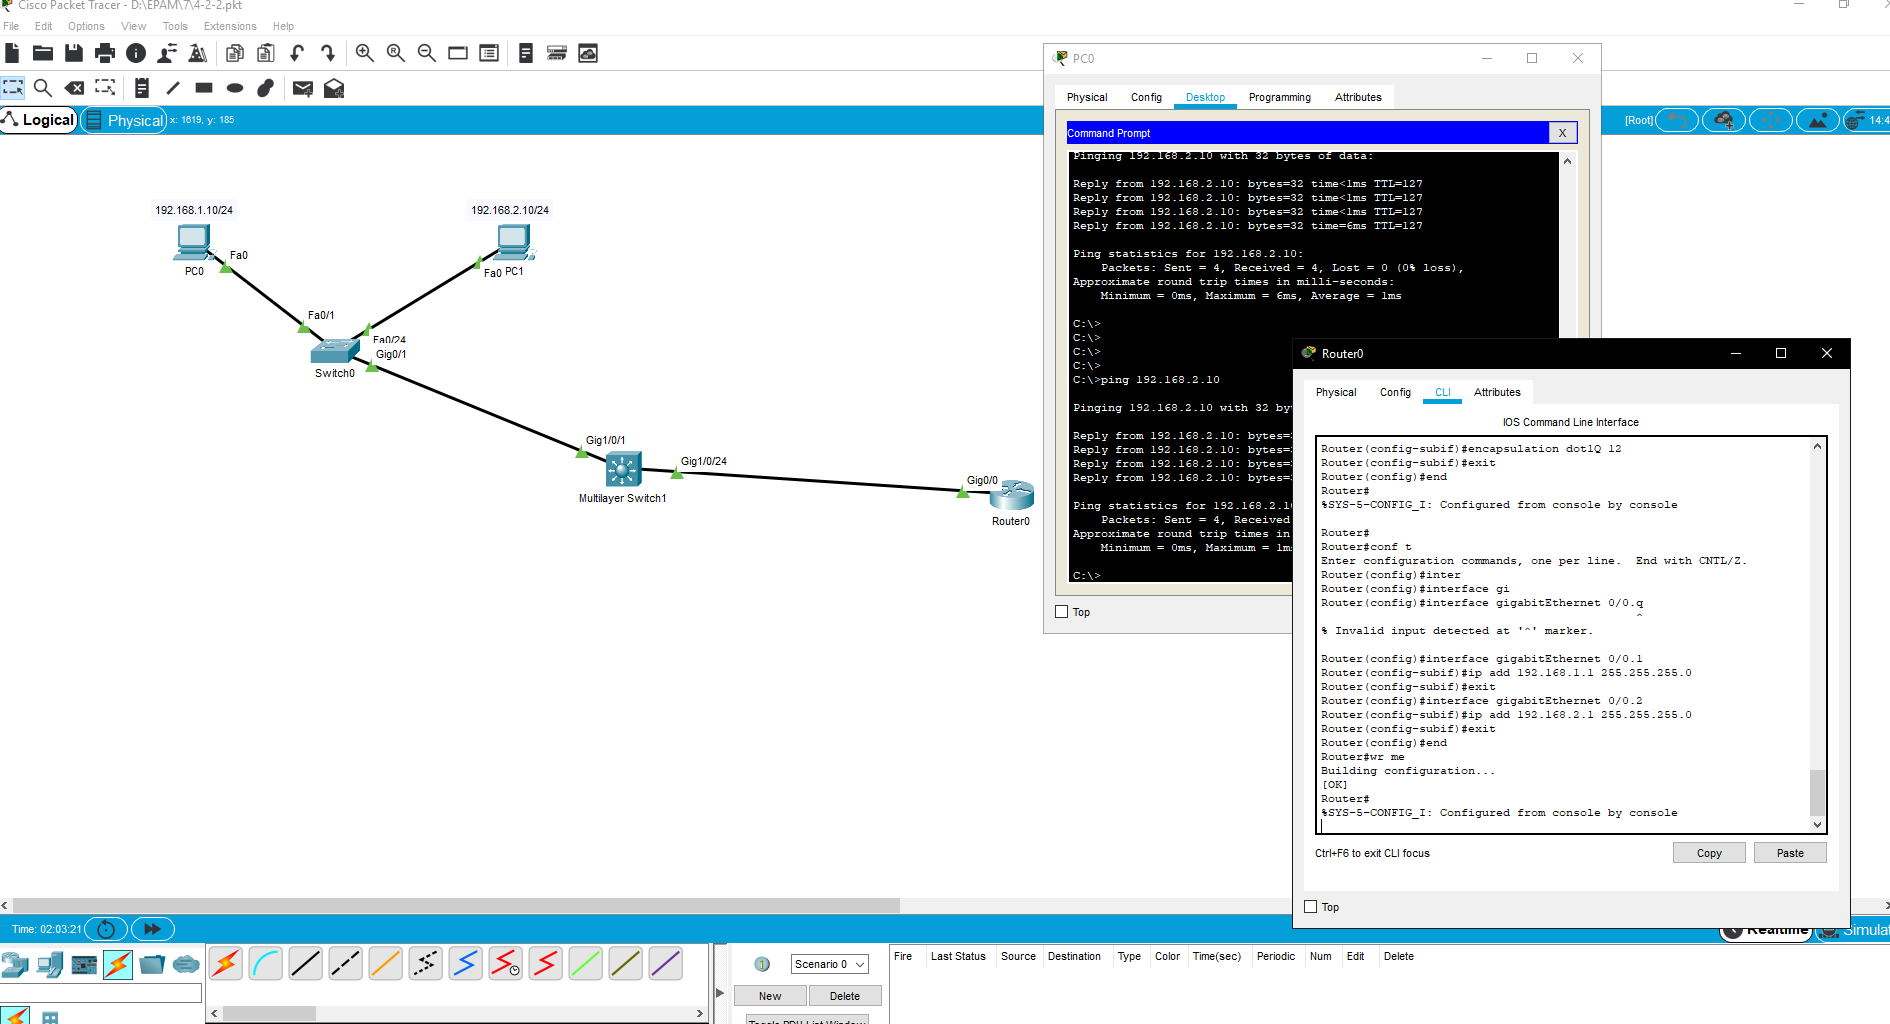 Cisco Packet Tracer - D:\EPAM\7\4-2-2.pkt
File Edit Options View Tools Extensions Help
Logical Physical x: 1619, y: 185
[Root]
14:4
192.168.1.10/24
192.168.2.10/24
Fa0
PC0
Fa0 PC1
Fa0/1
Fa0/24
Gig0/1
Switch0
Gig1/0/1
Gig1/0/24
Multilayer Switch1
Gig0/0
Router0
PC0
Physical Config Desktop Programming Attributes
Command Prompt
X
Pinging 192.168.2.10 with 32 bytes of data:
Reply from 192.168.2.10: bytes=32 time<1ms TTL=127
Reply from 192.168.2.10: bytes=32 time<1ms TTL=127
Reply from 192.168.2.10: bytes=32 time<1ms TTL=127
Reply from 192.168.2.10: bytes=32 time=6ms TTL=127
Ping statistics for 192.168.2.10:
Packets: Sent = 4, Received = 4, Lost = 0 (0% loss),
Approximate round trip times in milli-seconds:
Minimum = 0ms, Maximum = 6ms, Average = 1ms
C:\>
C:\>
C:\>
C:\>
C:\>ping 192.168.2.10
Pinging 192.168.2.10 with 32 by
Reply from 192.168.2.10: bytes=
Reply from 192.168.2.10: bytes=
Reply from 192.168.2.10: bytes=
Reply from 192.168.2.10: bytes=
Ping statistics for 192.168.2.10
Packets: Sent = 4, Received
Approximate round trip times in
Minimum = 0ms, Maximum = 1m
C:\>
Top
Router0
Physical Config CLI Attributes
IOS Command Line Interface
Router(config-subif)#encapsulation dot1Q 12
Router(config-subif)#exit
Router(config)#end
Router#
%SYS-5-CONFIG_I: Configured from console by console
Router#
Router#conf t
Enter configuration commands, one per line.  End with CNTL/Z.
Router(config)#inter
Router(config)#interface gi
Router(config)#interface gigabitEthernet 0/0.q
^
% Invalid input detected at '^' marker.
Router(config)#interface gigabitEthernet 0/0.1
Router(config-subif)#ip add 192.168.1.1 255.255.255.0
Router(config-subif)#exit
Router(config)#interface gigabitEthernet 0/0.2
Router(config-subif)#ip add 192.168.2.1 255.255.255.0
Router(config-subif)#exit
Router(config)#end
Router#wr me
Building configuration...
[OK]
Router#
%SYS-5-CONFIG_I: Configured from console by console
Ctrl+F6 to exit CLI focus
Copy
Paste
Top
Time: 02:03:21
Realtime
Simulat
Scenario 0
New
Delete
Toggle PDU List Window
Fire Last Status Source Destination Type Color Time(sec) Periodic Num Edit Delete